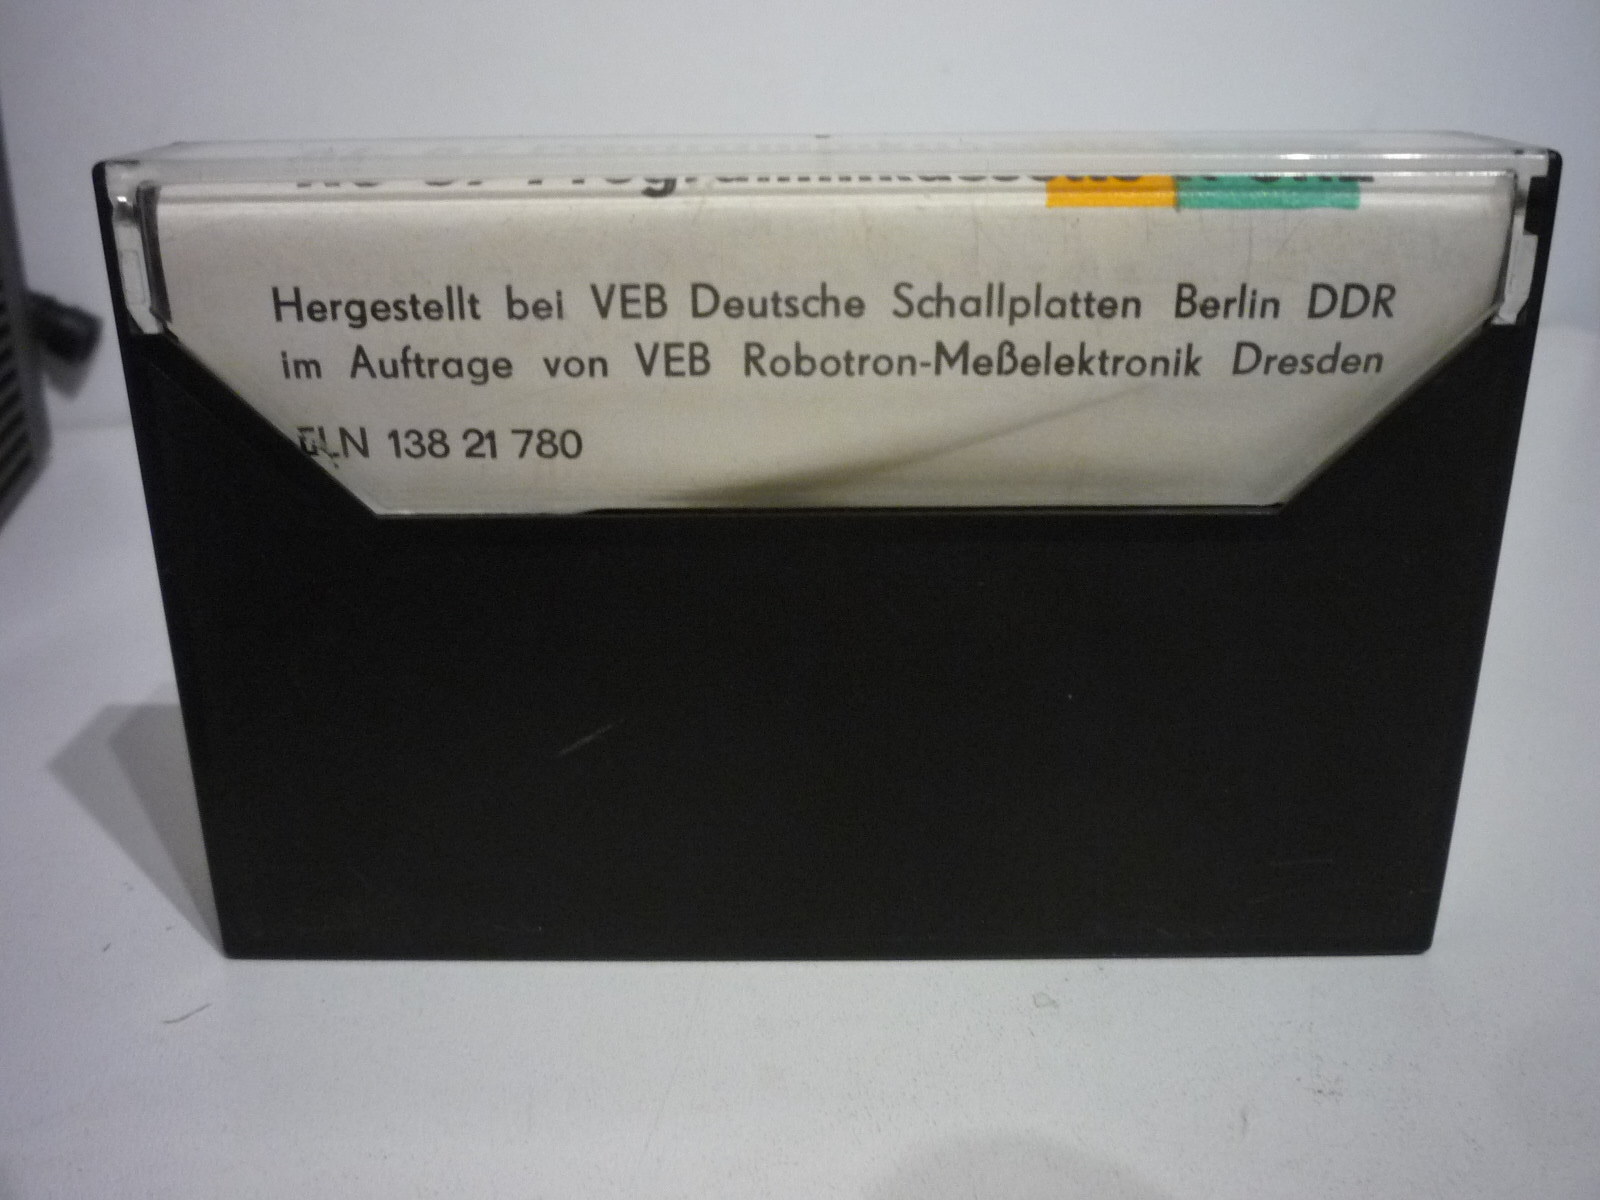 Hergestellt bei VEB Deutsche Schallplatten Berlin DDR
im Auftrage von VEB Robotron-Meßelektronik Dresden
ELN 138 21 780